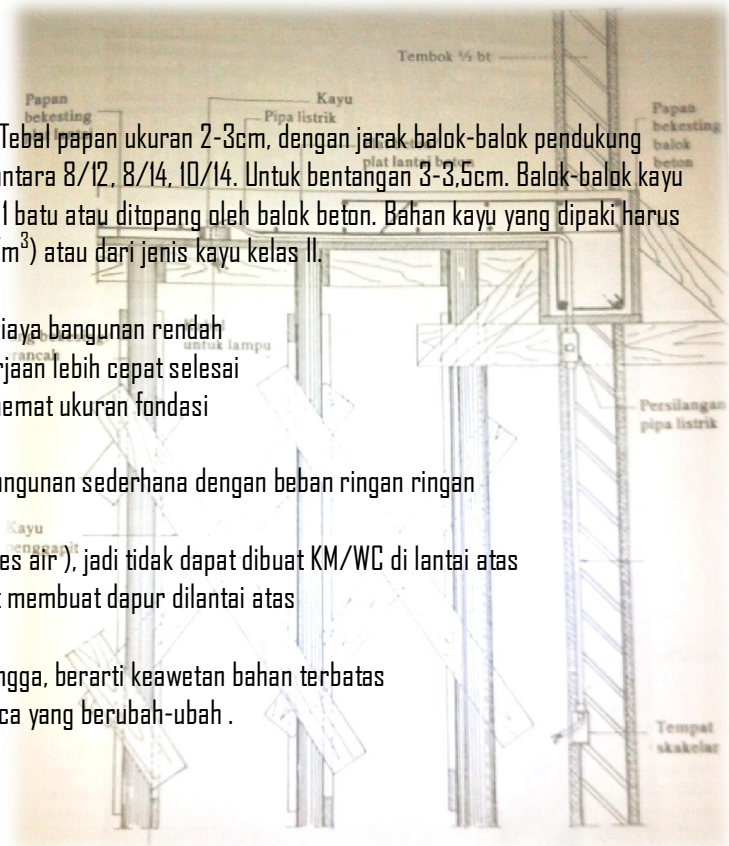 Tembok ½ bt
Papan
bekesting
Kayu
Pipa listrik
Papan
bekesting
balok
beton
plat lantai beton
Tebal papan ukuran 2-3cm, dengan jarak balok-balok pendukung
antara 8/12, 8/14, 10/14. Untuk bentangan 3-3,5cm. Balok-balok kayu
1 batu atau ditopang oleh balok beton. Bahan kayu yang dipaki harus
m³) atau dari jenis kayu kelas II.
iaya bangunan rendah
untuk lampu
rancah
rjaan lebih cepat selesai
nemat ukuran fondasi
Persilangan
pipa listrik
angunan sederhana dengan beban ringan ringan
Kayu
penggapit
es air ), jadi tidak dapat dibuat KM/WC di lantai atas
t membuat dapur dilantai atas
ngga, berarti keawetan bahan terbatas
ca yang berubah-ubah .
Tempat
skakelar